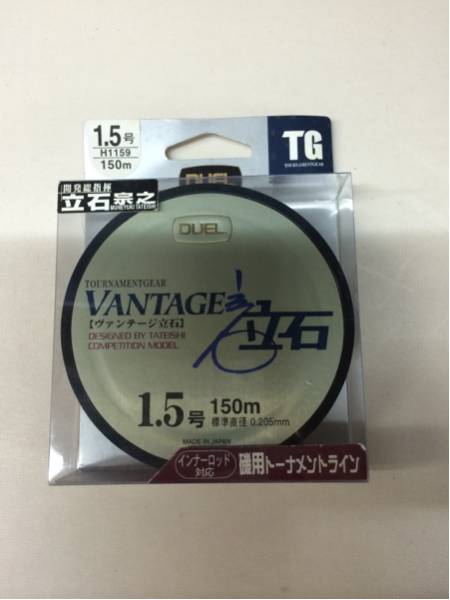 1.5号
H1159
150m
TG
TOURNAMENTGEAR
DUEL
開発総指揮
立石宗之
MUNEYUKI TATEISHI
DUEL
TOURNAMENTGEAR
VANTAGE
立石
【ヴァンテージ立石】
DESIGNED BY TATEISHI
COMPETITION MODEL
1.5号 150m
標準直径 0.205mm
MADE IN JAPAN
インナーロッド
対応
磯用トーナメントライン